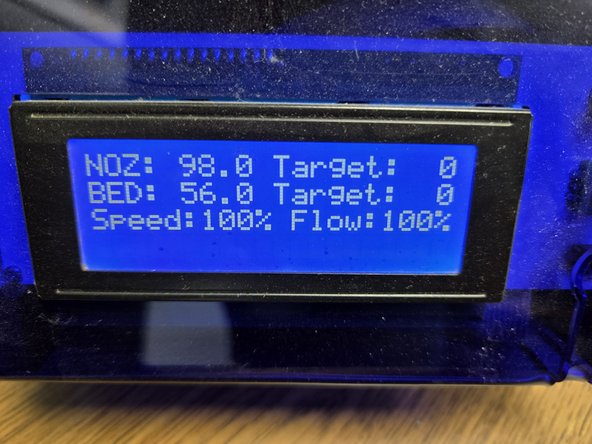 NOZ: 98.0 Target: 0
BED: 56.0 Target: 0
Speed:100% Flow:100%